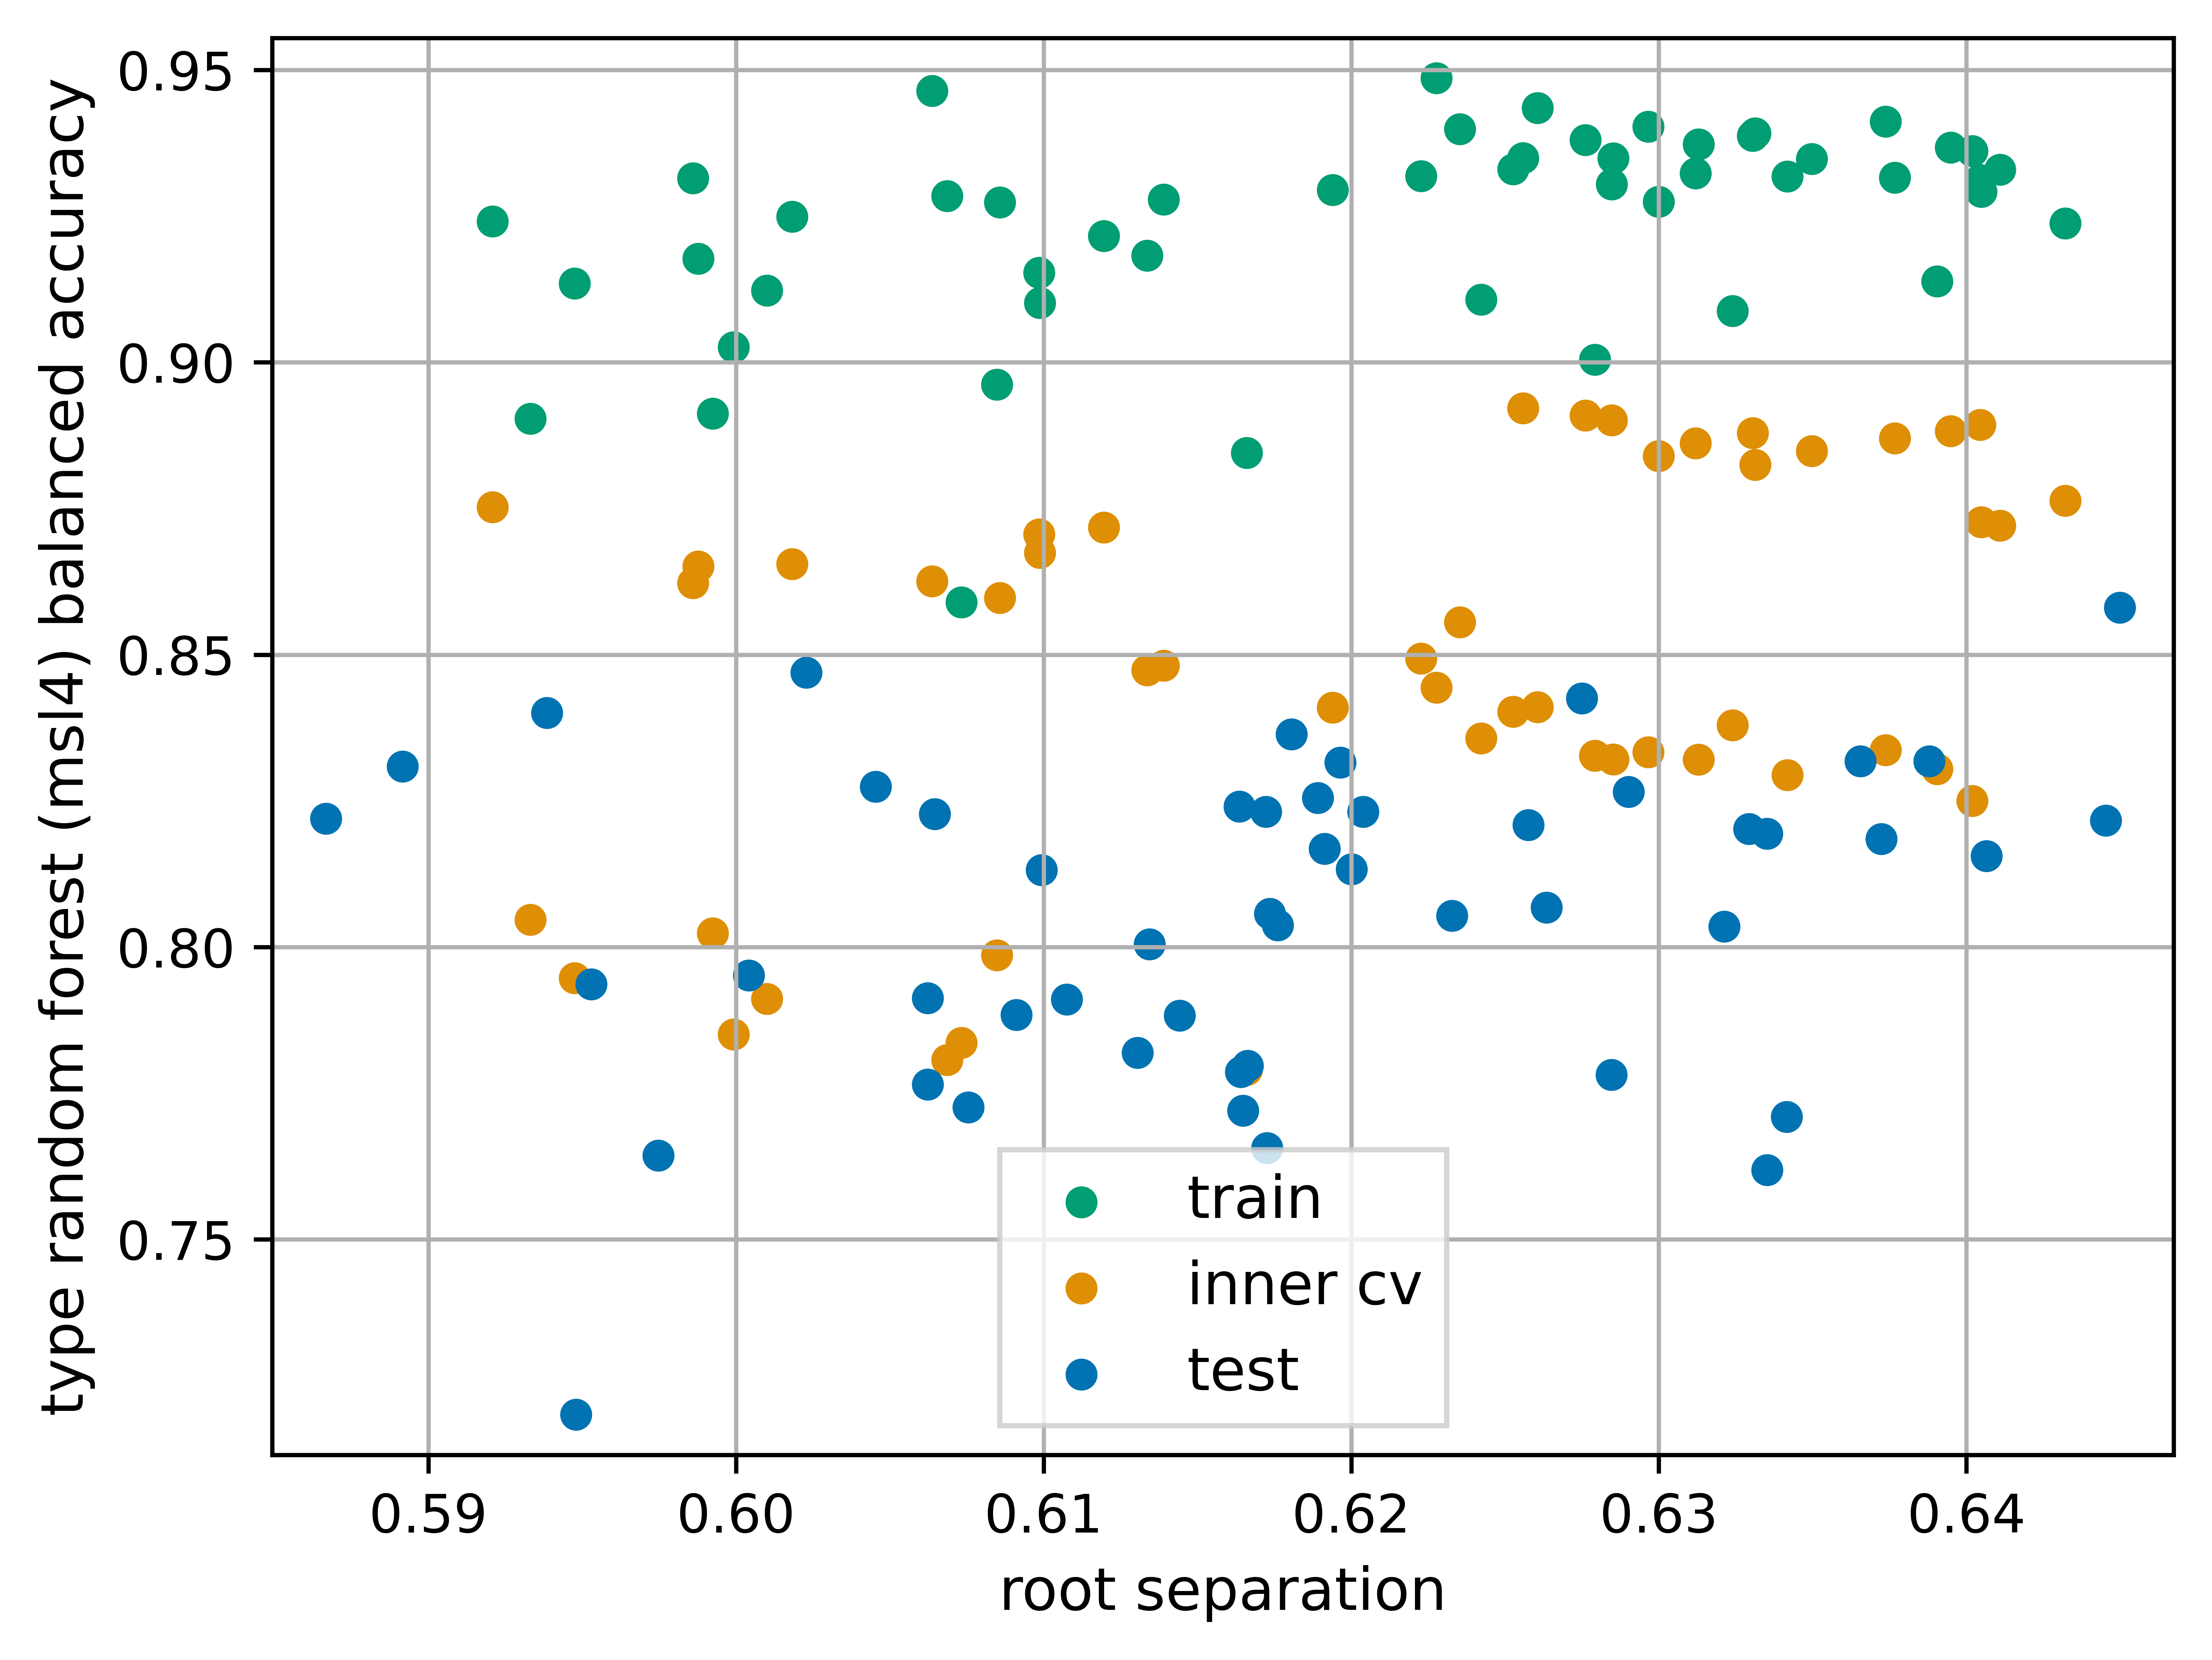 type random forest (msl4) balanced accuracy
0.95
0.90
0.85
0.80
0.75
train
inner cv
test
0.59 0.60 0.61 0.62 0.63 0.64
root separation